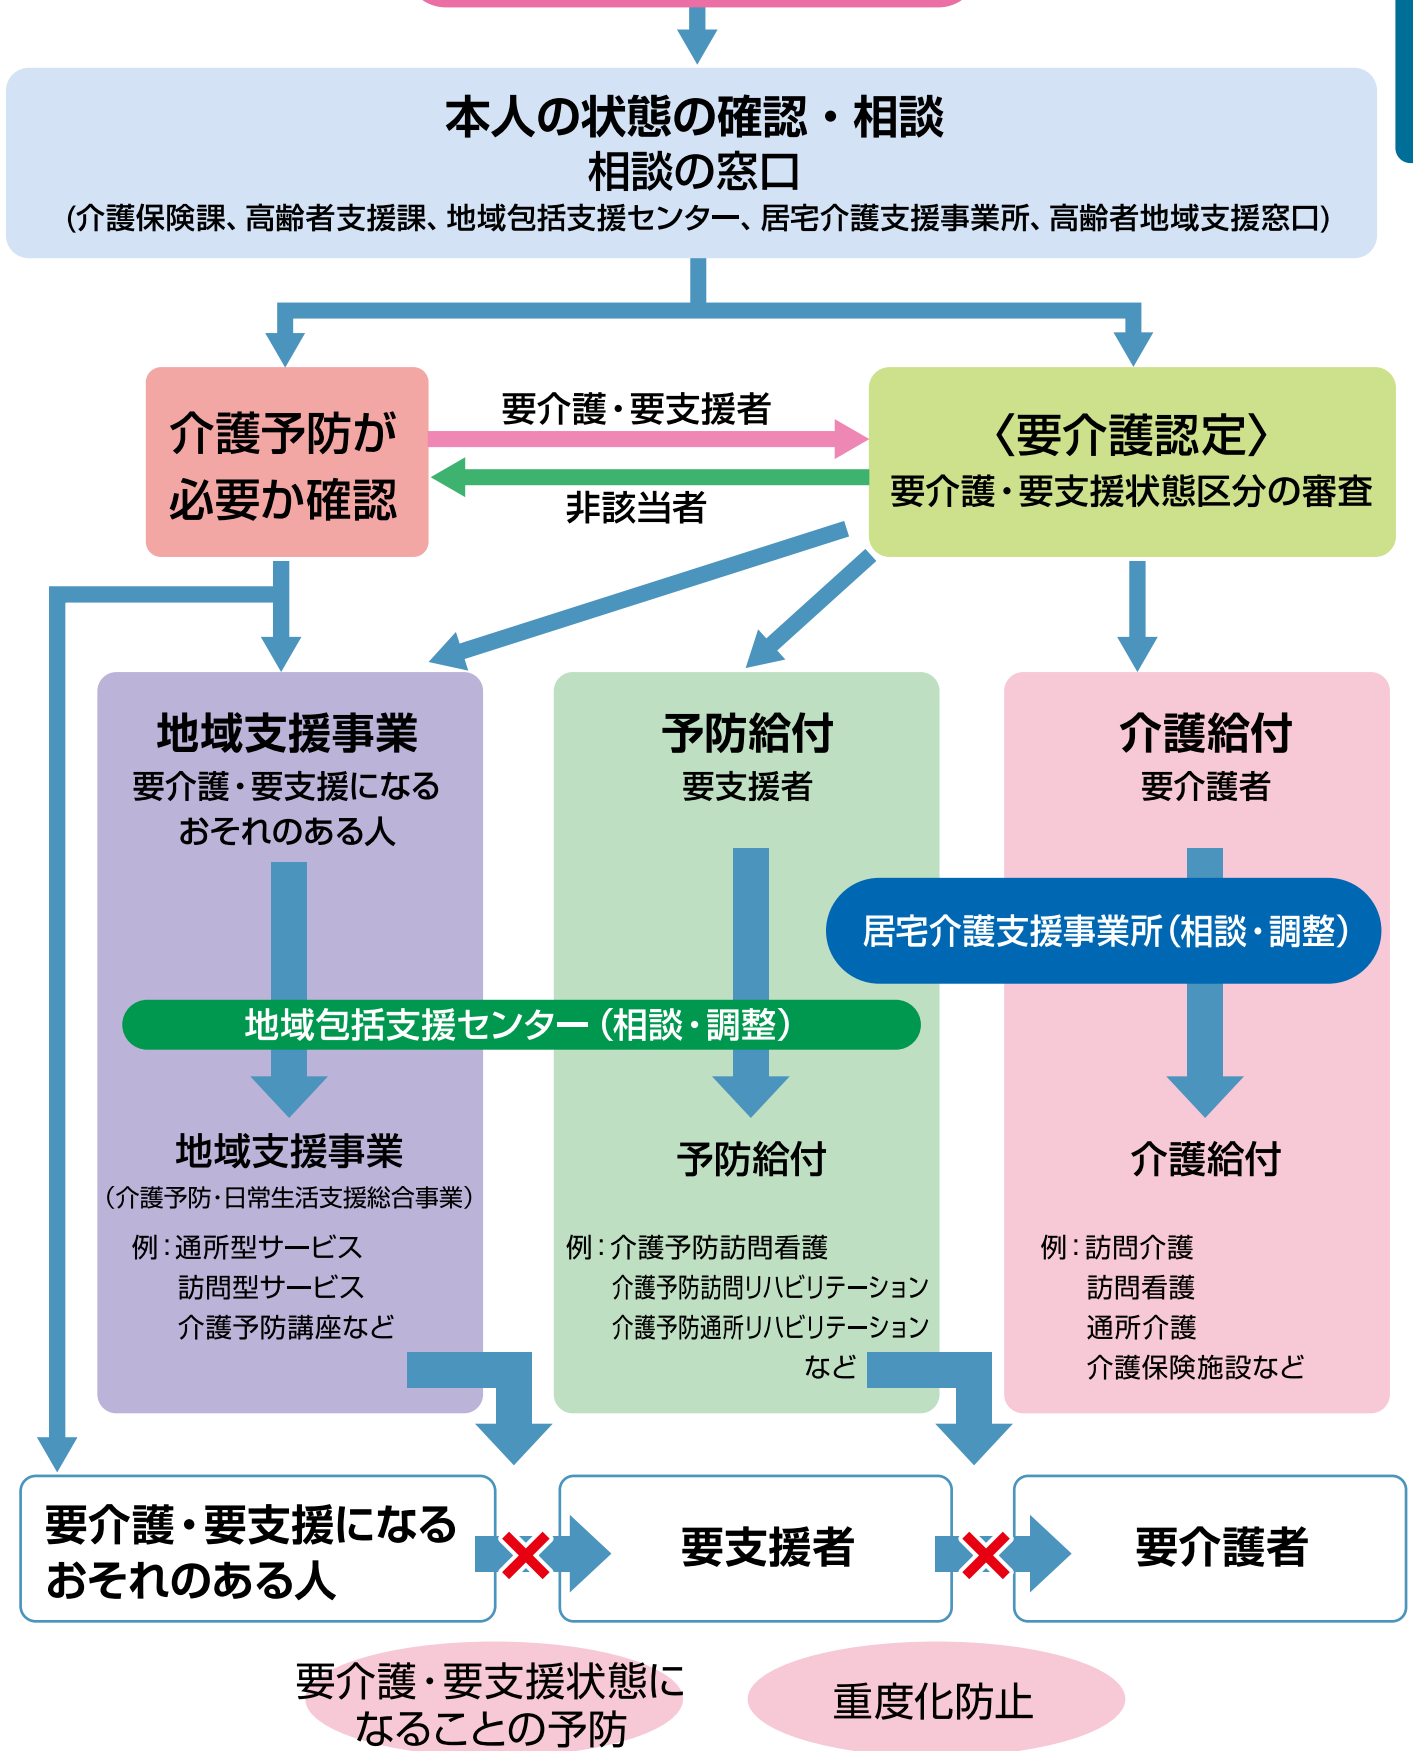 本人の状態の確認・相談
相談の窓口
(介護保険課、高齢者支援課、地域包括支援センター、居宅介護支援事業所、高齢者地域支援窓口)
介護予防が
必要か確認
要介護・要支援者
非該当者
〈要介護認定〉
要介護・要支援状態区分の審査
地域支援事業
要介護・要支援になる
おそれのある人
予防給付
要支援者
介護給付
要介護者
居宅介護支援事業所(相談・調整)
地域包括支援センター(相談・調整)
地域支援事業
(介護予防・日常生活支援総合事業)
例:通所型サービス
訪問型サービス
介護予防講座など
予防給付
例:介護予防訪問看護
介護予防訪問リハビリテーション
介護予防通所リハビリテーション
など
介護給付
例:訪問介護
訪問看護
通所介護
介護保険施設など
要介護・要支援になる
おそれのある人
要支援者
要介護者
要介護・要支援状態に
なることの予防
重度化防止